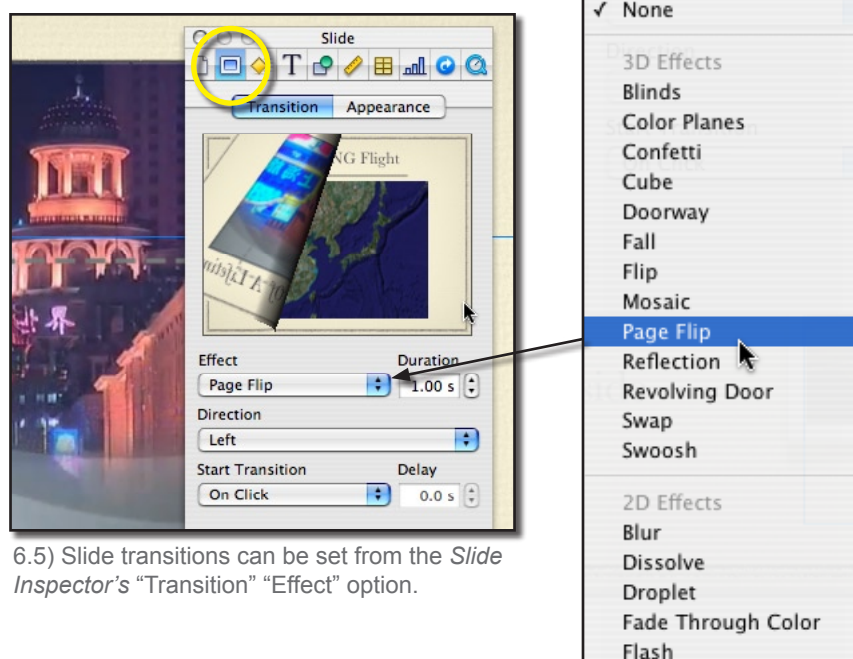 Slide
T
Transition Appearance
NG Flight
Of A Lifetim
界
Effect Duration
Page Flip 1.00 s
Direction
Left
Start Transition Delay
On Click 0.0 s
6.5) Slide transitions can be set from the Slide
Inspector's “Transition” “Effect” option.
✓ None
3D Effects
Blinds
Color Planes
Confetti
Cube
Doorway
Fall
Flip
Mosaic
Page Flip
Reflection
Revolving Door
Swap
Swoosh
2D Effects
Blur
Dissolve
Droplet
Fade Through Color
Flash